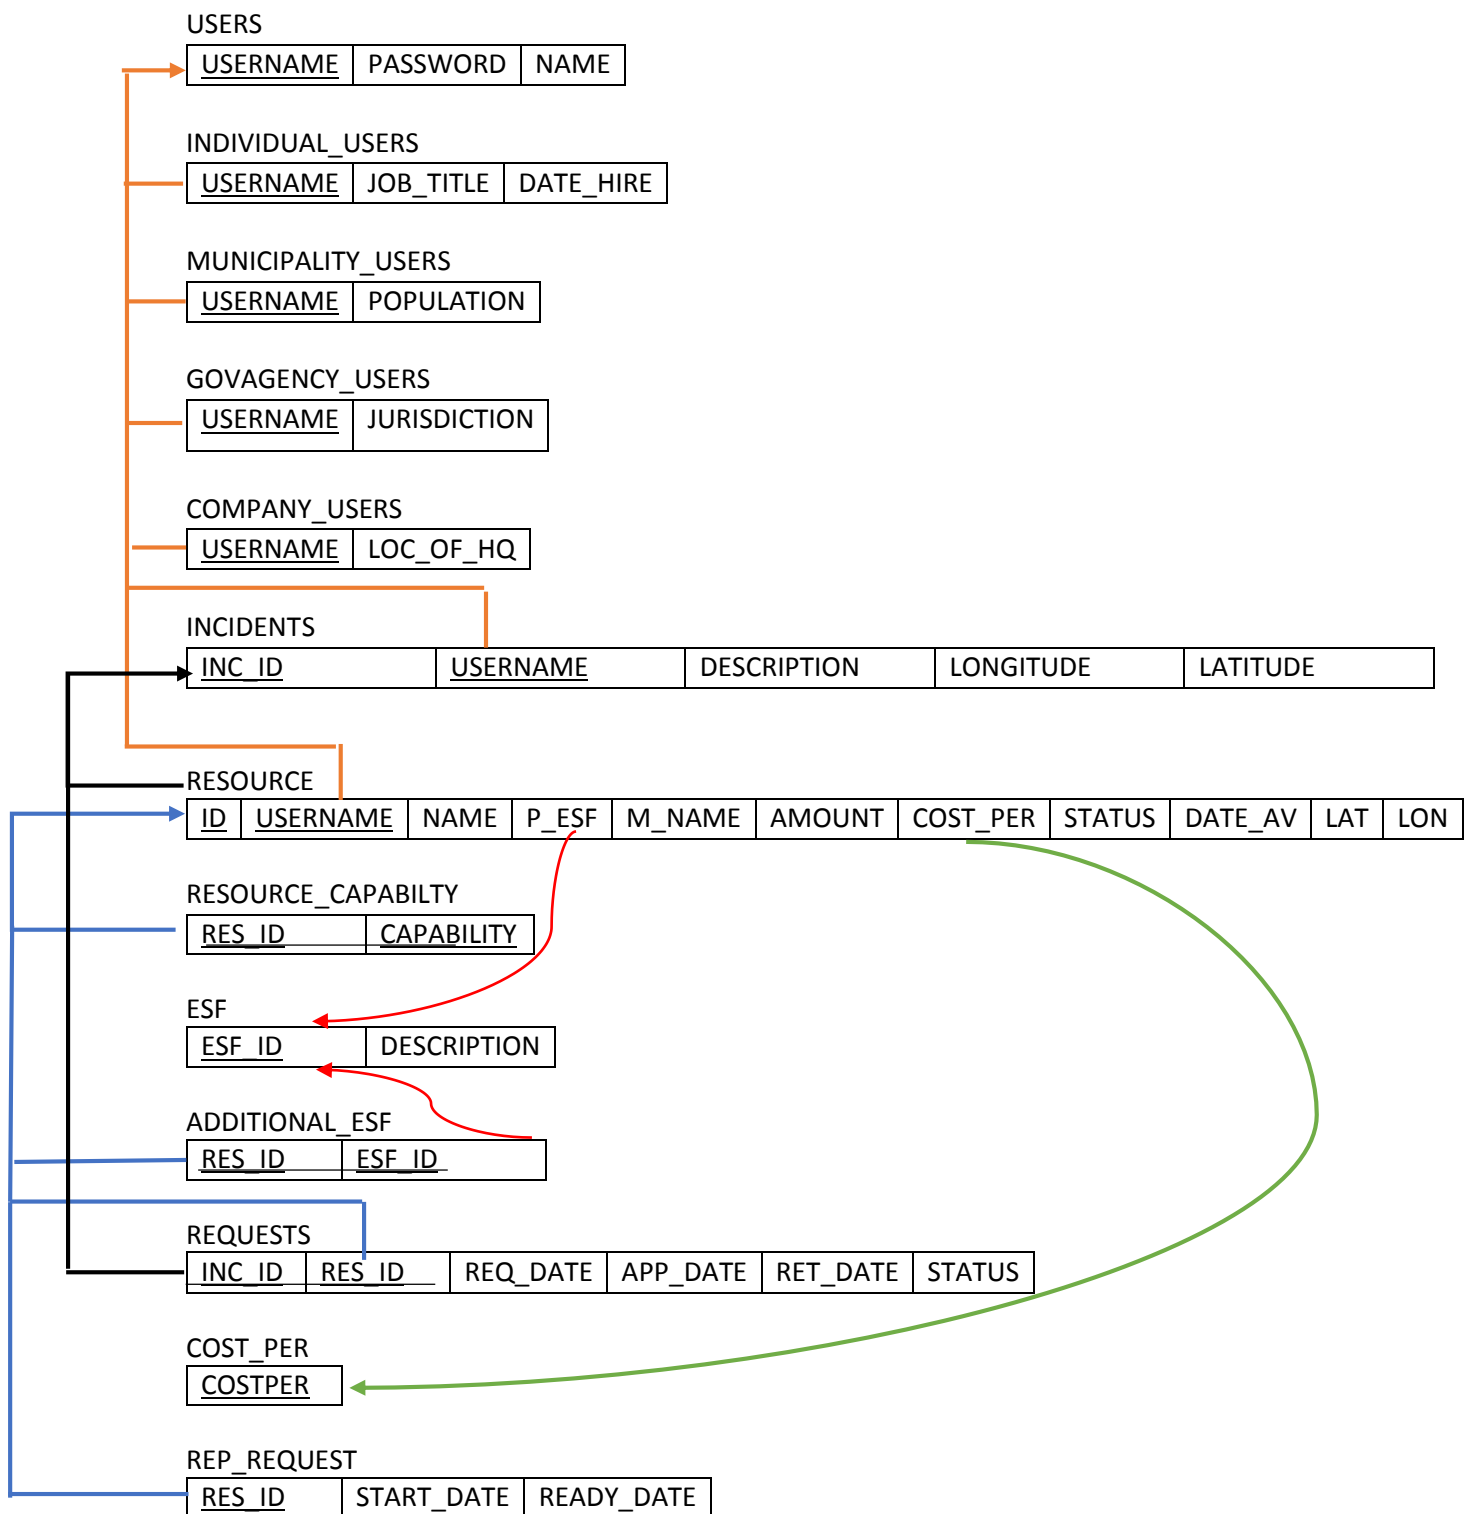 USERS
USERNAME PASSWORD NAME
INDIVIDUAL_USERS
USERNAME JOB_TITLE DATE_HIRE
MUNICIPALITY_USERS
USERNAME POPULATION
GOVAGENCY_USERS
USERNAME JURISDICTION
COMPANY_USERS
USERNAME LOC_OF_HQ
INCIDENTS
INC_ID USERNAME DESCRIPTION LONGITUDE LATITUDE
RESOURCE
ID USERNAME NAME P_ESF M_NAME AMOUNT COST_PER STATUS DATE_AV LAT LON
RESOURCE_CAPABILTY
RES_ID CAPABILITY
ESF
ESF_ID DESCRIPTION
ADDITIONAL_ESF
RES_ID ESF_ID
REQUESTS
INC_ID RES_ID REQ_DATE APP_DATE RET_DATE STATUS
COST_PER
COSTPER
REP_REQUEST
RES_ID START_DATE READY_DATE